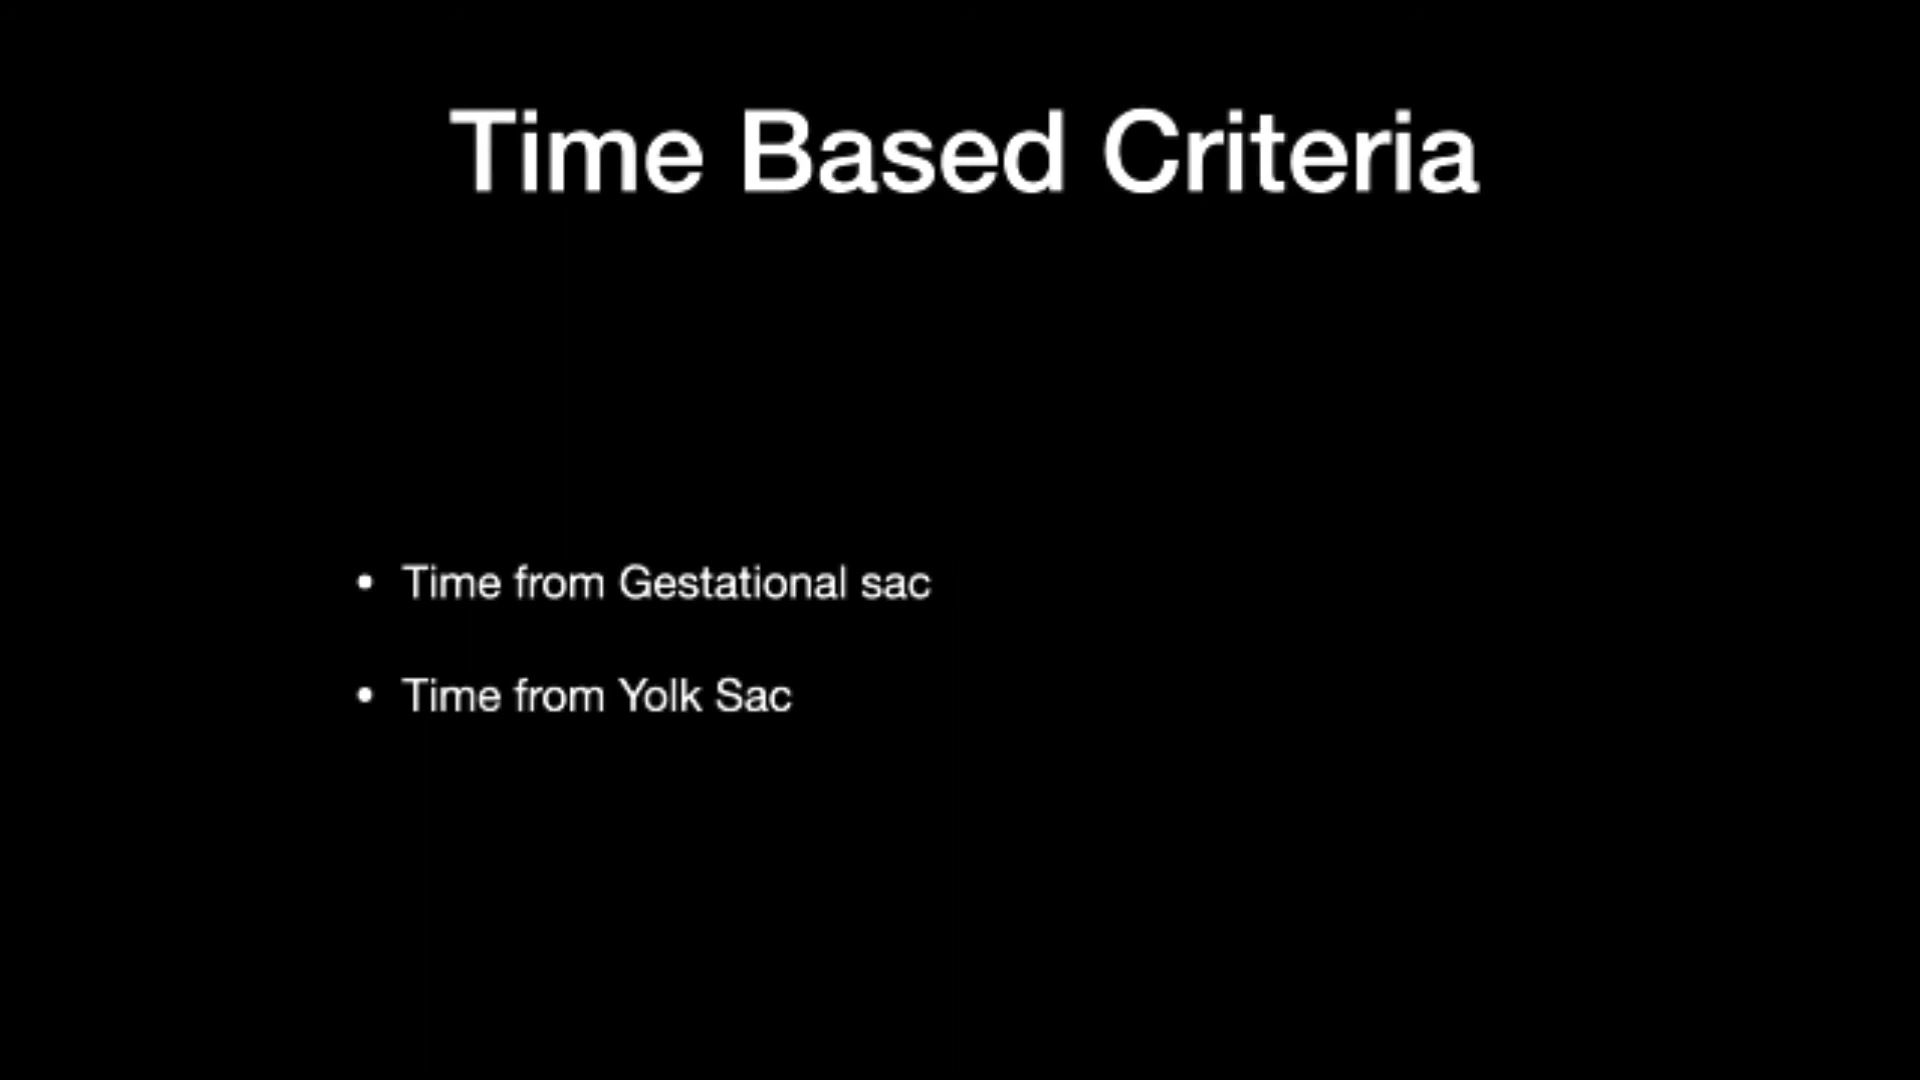 Time Based Criteria
• Time from Gestational sac
• Time from Yolk Sac